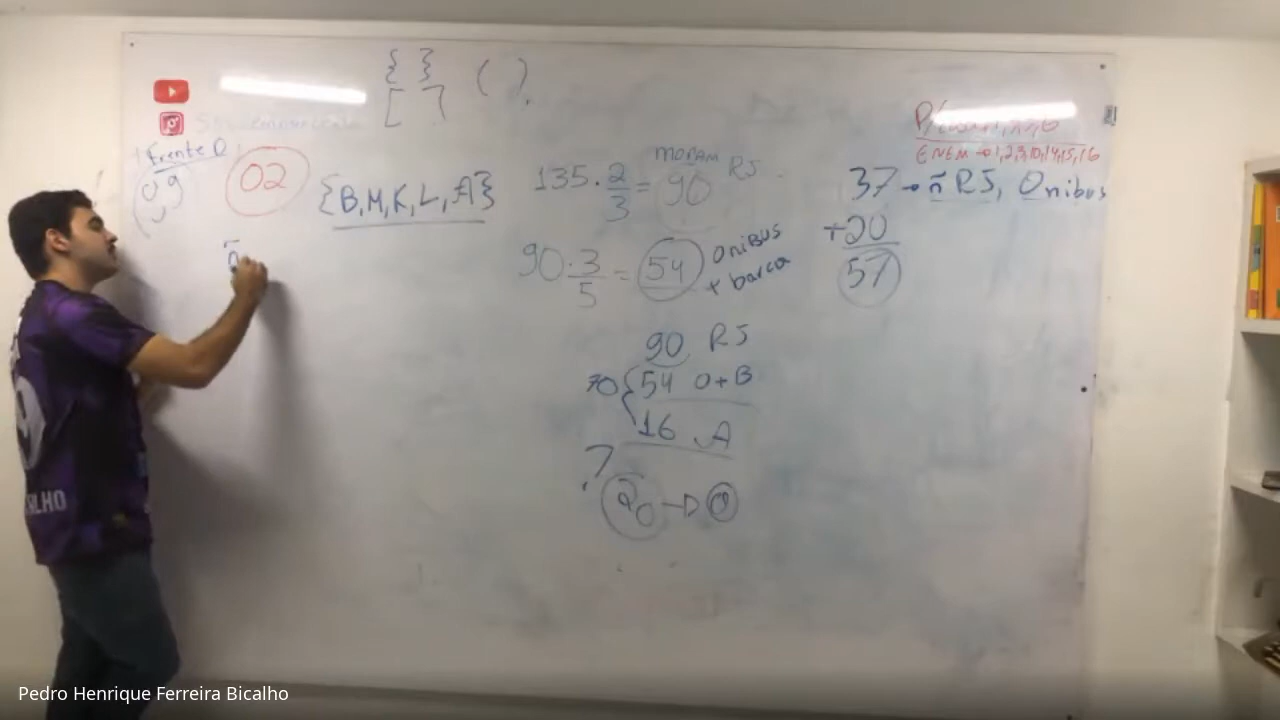 { } ( )
[ ]
Frente D
09
02
{B, M, K, L, A}
ñ
135 · 2/3 = 90
moram RJ
90 · 3/5 = 54
onibus
+ barca
90 RJ
70 { 54 O+B
16 A
?
20 → O
ENEM → 1,2,3,10,14,15,16
37 → ñ RJ, Onibus
+20
57
Pedro Henrique Ferreira Bicalho